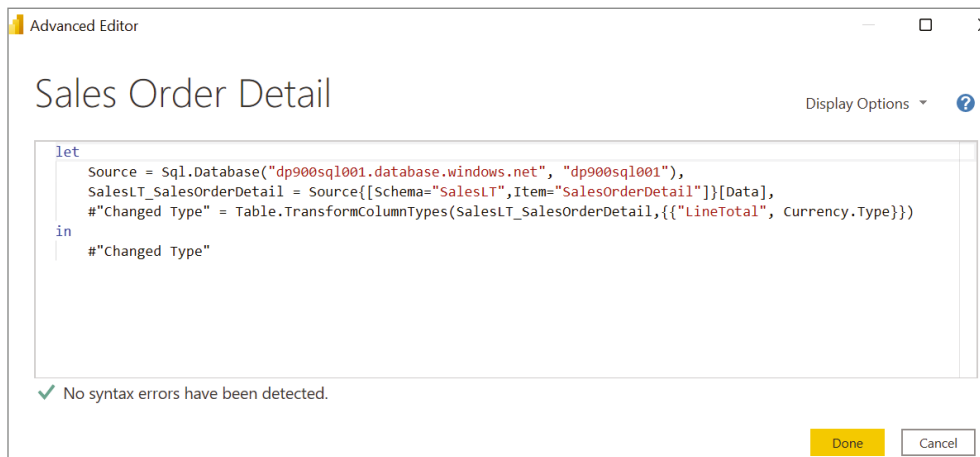 Advanced Editor
Sales Order Detail
Display Options
?
let
    Source = Sql.Database("dp900sql001.database.windows.net", "dp900sql001"),
    SalesLT_SalesOrderDetail = Source{[Schema="SalesLT",Item="SalesOrderDetail"]}[Data],
    #"Changed Type" = Table.TransformColumnTypes(SalesLT_SalesOrderDetail,{{"LineTotal", Currency.Type}})
in
    #"Changed Type"
No syntax errors have been detected.
Done Cancel